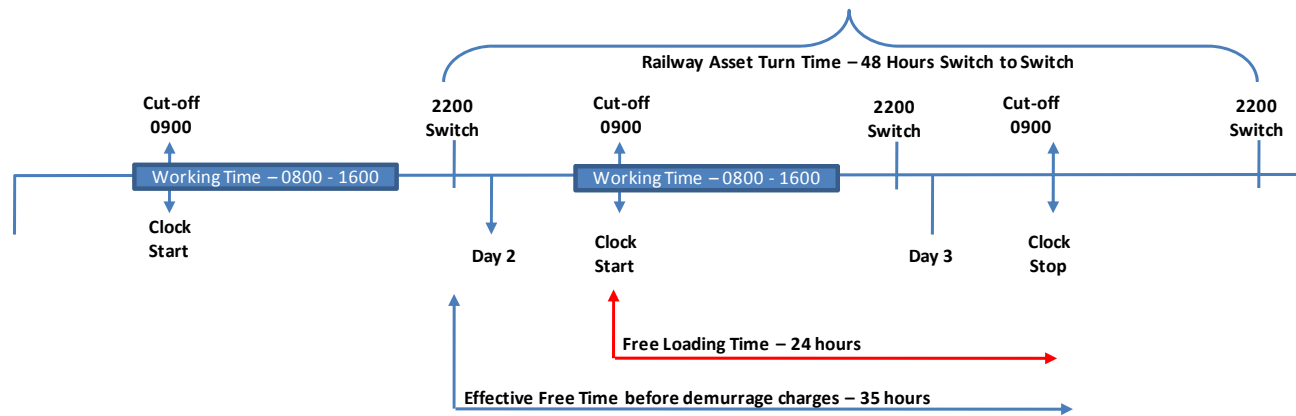 Railway Asset Turn Time – 48 Hours Switch to Switch
Cut-off
0900
2200
Switch
Cut-off
0900
2200
Switch
Cut-off
0900
2200
Switch
Working Time – 0800 - 1600
Working Time – 0800 - 1600
Clock
Start
Day 2
Clock
Start
Day 3
Clock
Stop
Free Loading Time – 24 hours
Effective Free Time before demurrage charges – 35 hours